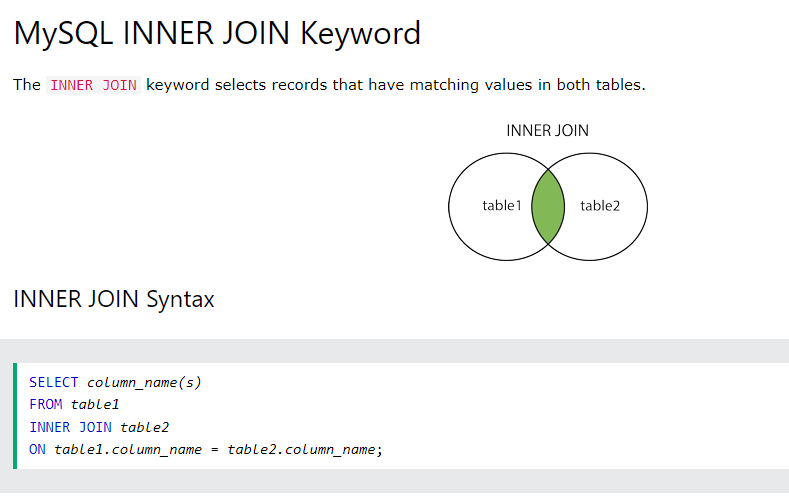 MySQL INNER JOIN Keyword
The INNER JOIN keyword selects records that have matching values in both tables.
INNER JOIN
table1 table2
INNER JOIN Syntax
SELECT column_name(s)
FROM table1
INNER JOIN table2
ON table1.column_name = table2.column_name;